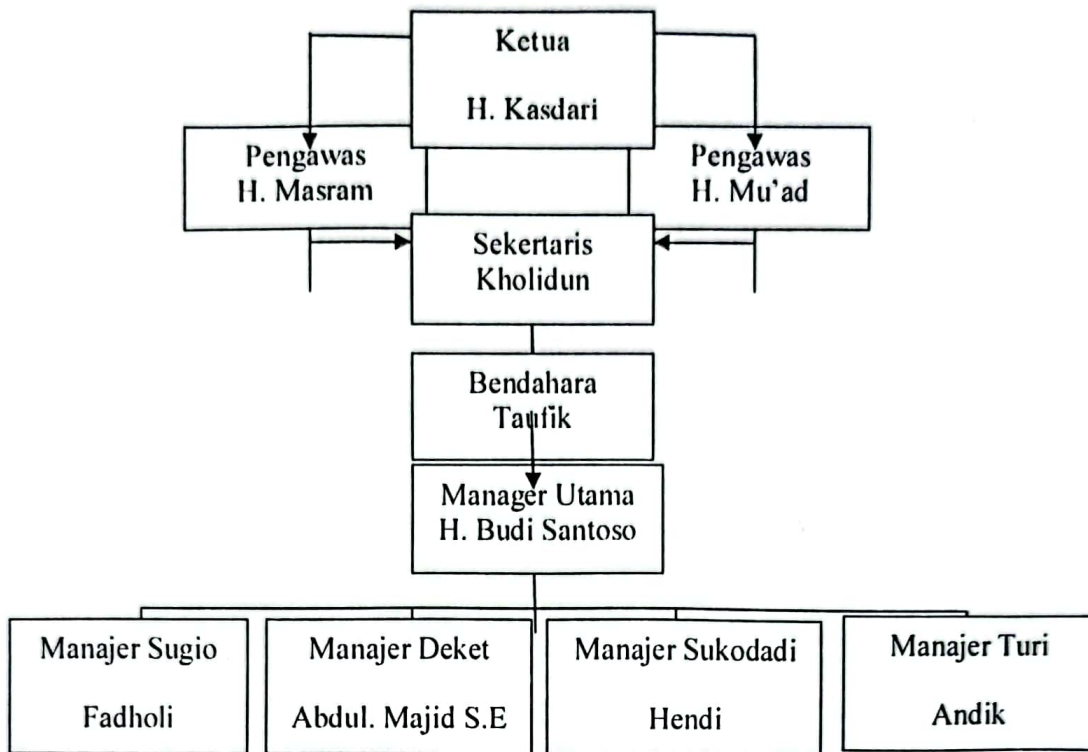 Ketua
H. Kasdari
Pengawas
H. Masram
Pengawas
H. Mu'ad
Sekertaris
Kholidun
Bendahara
Taufik
Manager Utama
H. Budi Santoso
Manajer Sugio
Fadholi
Manajer Deket
Abdul. Majid S.E
Manajer Sukodadi
Hendi
Manajer Turi
Andik